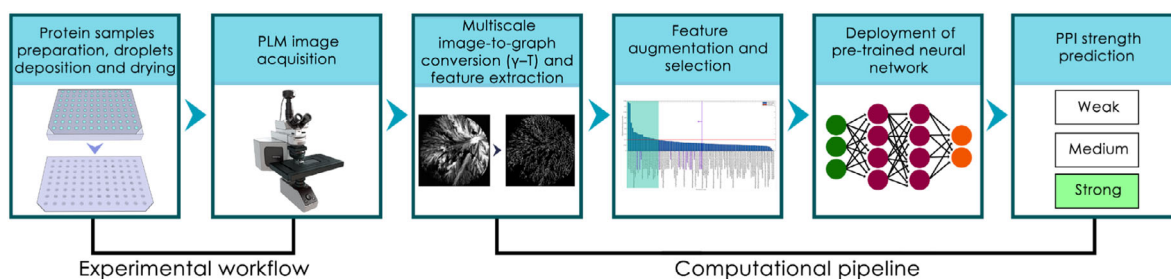 Protein samples
preparation, droplets
deposition and drying
PLM image
acquisition
Multiscale
image-to-graph
conversion (γ–T) and
feature extraction
Feature
augmentation and
selection
Deployment of
pre-trained neural
network
PPI strength
prediction
Weak
Medium
Strong
Experimental workflow
Computational pipeline